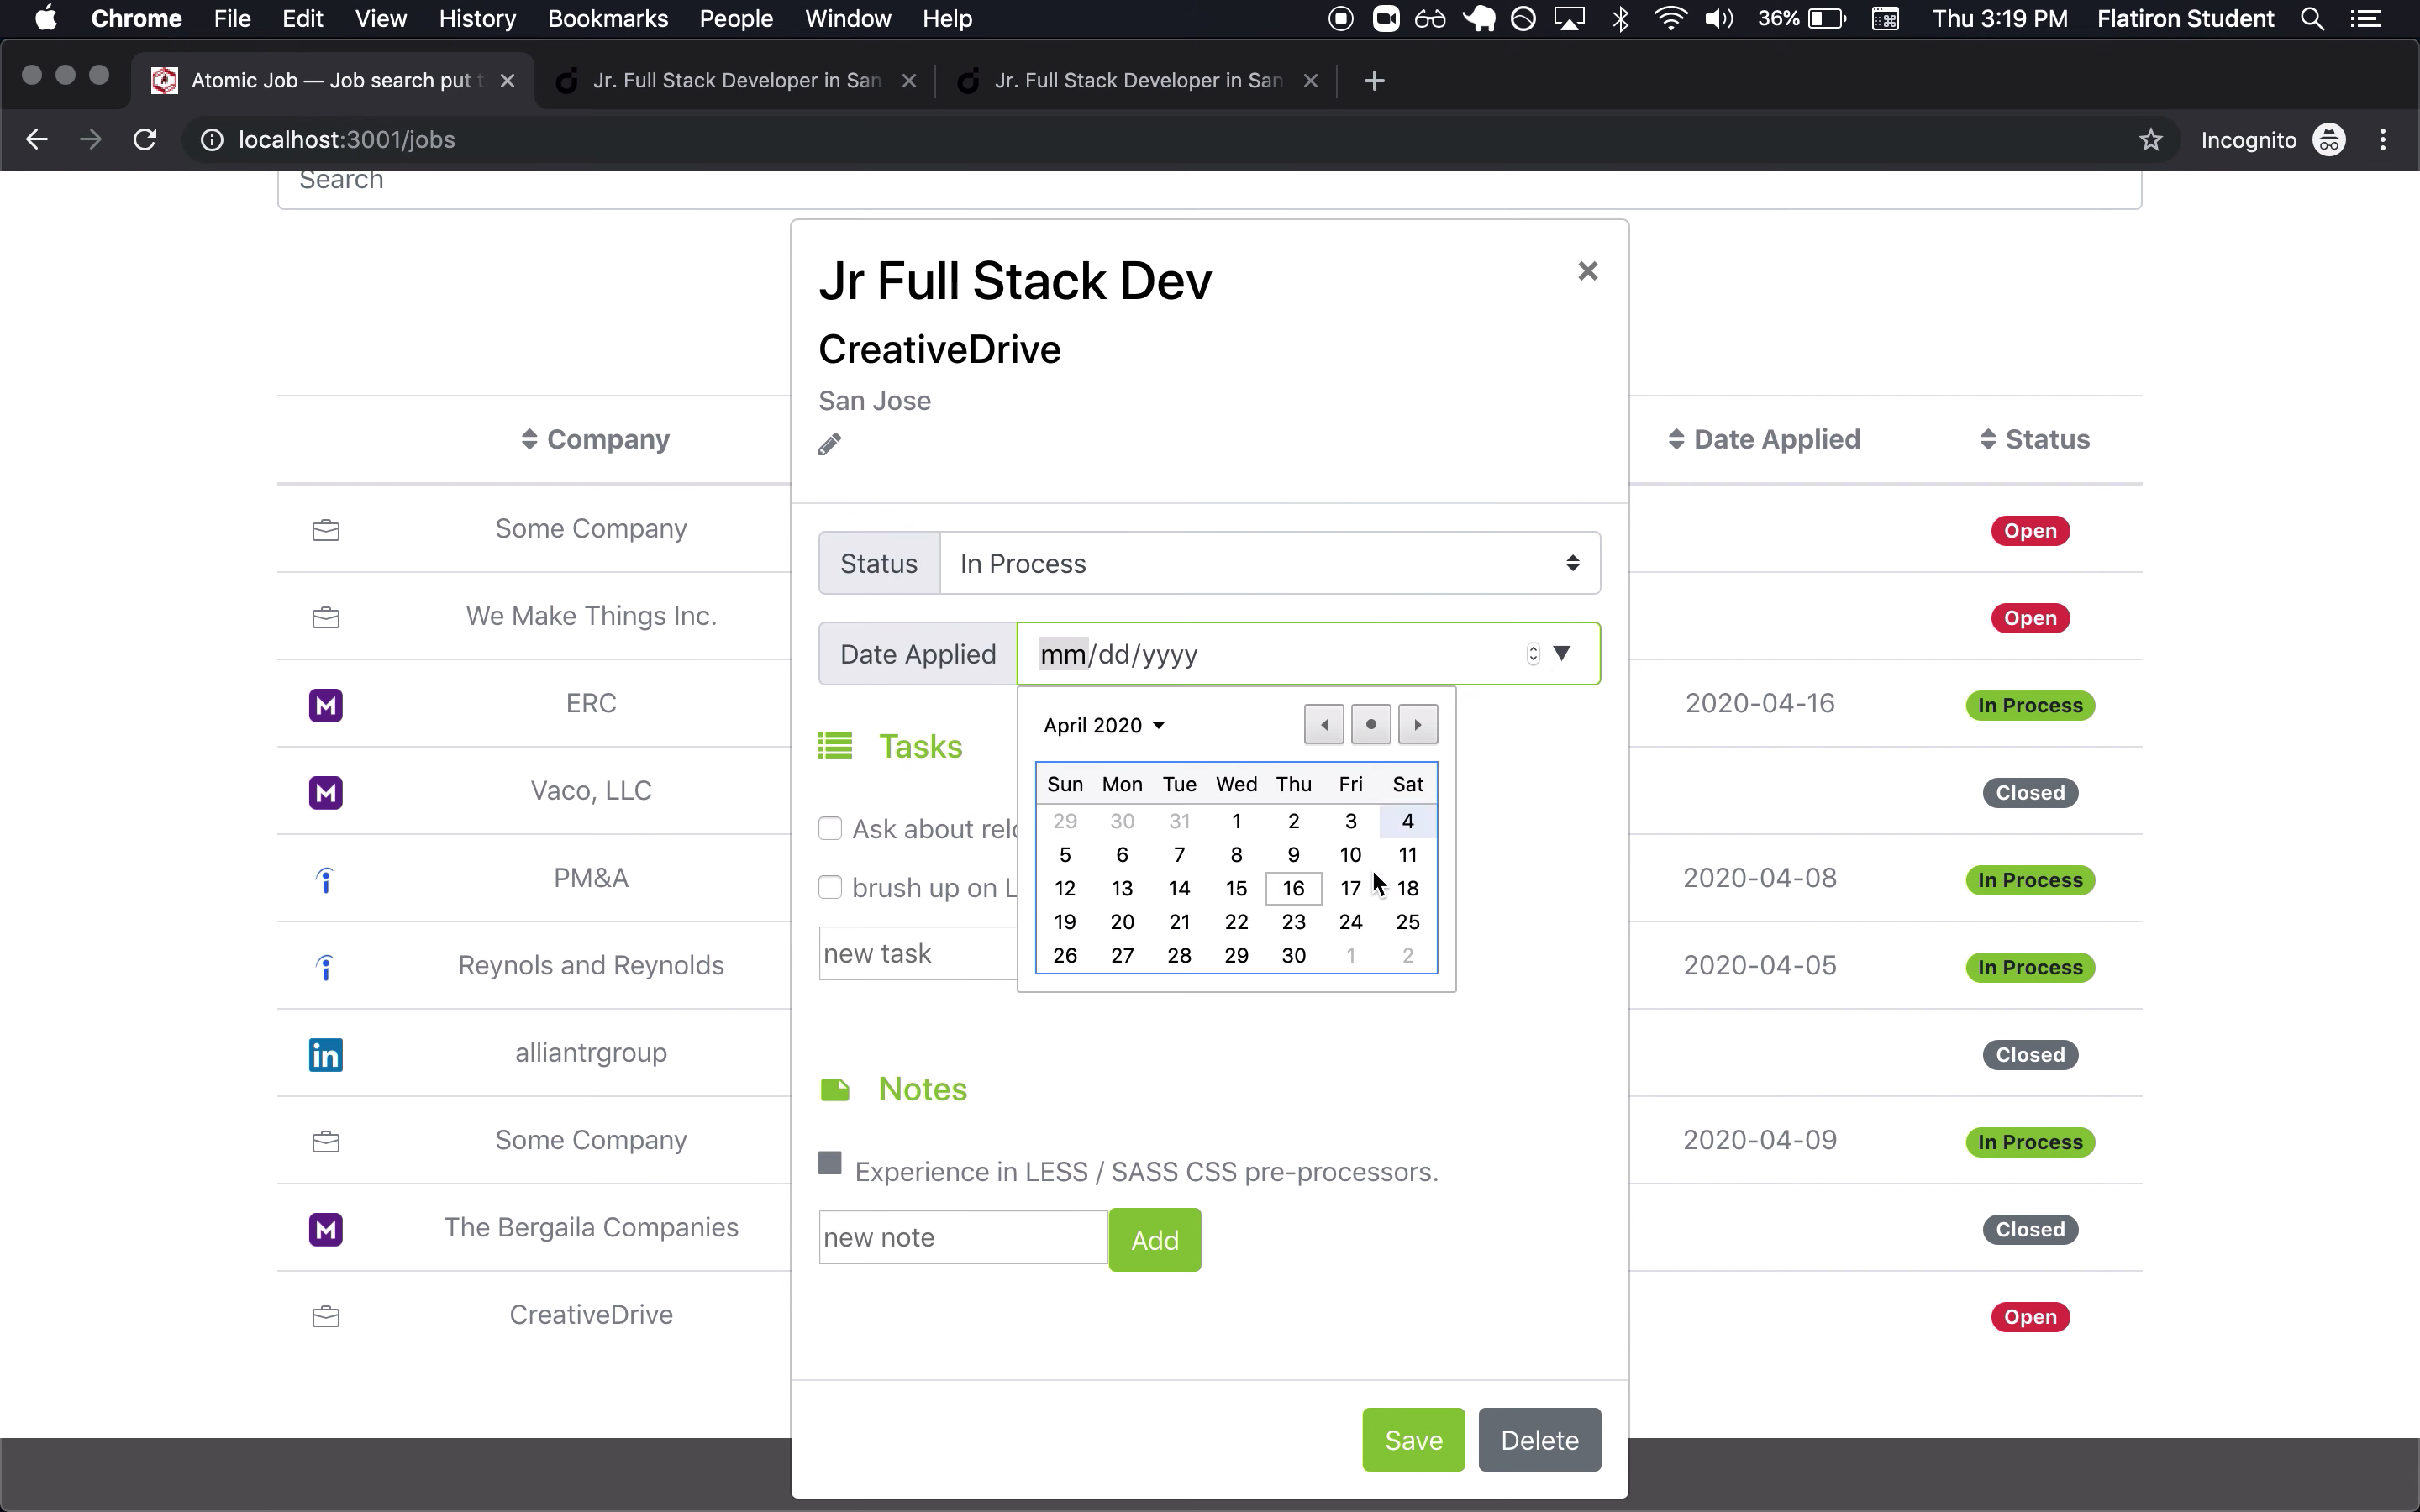 Chrome File Edit View History Bookmarks People Window Help 36% Thu 3:19 PM Flatiron Student
Atomic Job — Job search put t Jr. Full Stack Developer in San Jr. Full Stack Developer in San
localhost:3001/jobs Incognito
Search
Jr Full Stack Dev
CreativeDrive
San Jose
Company Date Applied Status
Some Company Open
Status In Process
We Make Things Inc. Open
Date Applied mm/dd/yyyy
ERC 2020-04-16 In Process
April 2020
Tasks
Sun Mon Tue Wed Thu Fri Sat
Vaco, LLC Closed
29 30 31 1 2 3 4
Ask about relo
5 6 7 8 9 10 11
PM&A 2020-04-08 In Process
brush up on L
12 13 14 15 16 17 18
19 20 21 22 23 24 25
new task
26 27 28 29 30 1 2
Reynols and Reynolds 2020-04-05 In Process
alliantrgroup Closed
Notes
Some Company 2020-04-09 In Process
Experience in LESS / SASS CSS pre-processors.
The Bergaila Companies Closed
new note Add
CreativeDrive Open
Save Delete